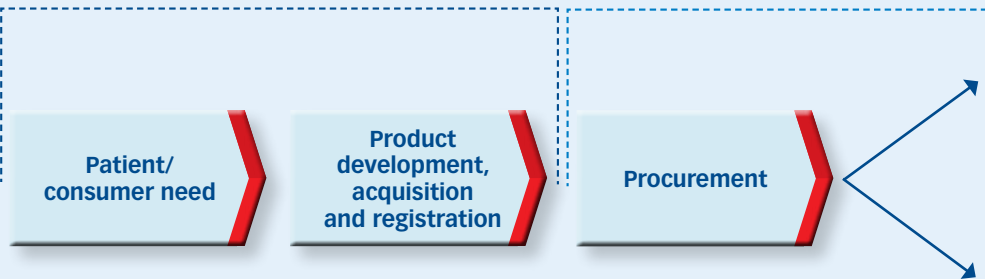 Patient/
consumer need
Product
development,
acquisition
and registration
Procurement